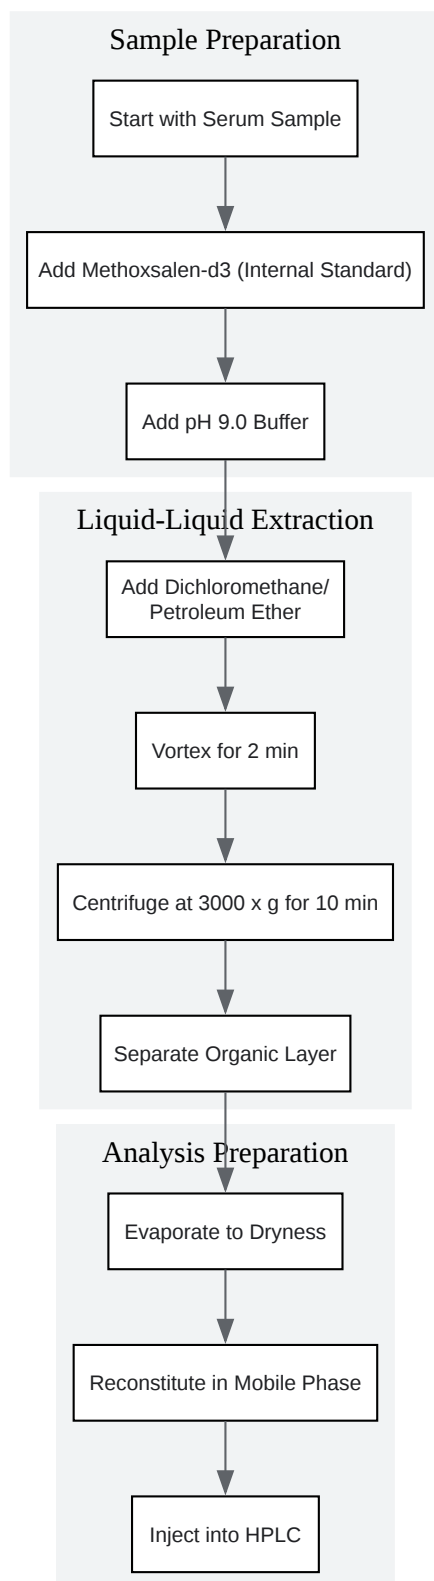 Sample Preparation
Start with Serum Sample
Add Methoxsalen-d3 (Internal Standard)
Add pH 9.0 Buffer
Liquid-Liquid Extraction
Add Dichloromethane/
Petroleum Ether
Vortex for 2 min
Centrifuge at 3000 x g for 10 min
Separate Organic Layer
Analysis Preparation
Evaporate to Dryness
Reconstitute in Mobile Phase
Inject into HPLC